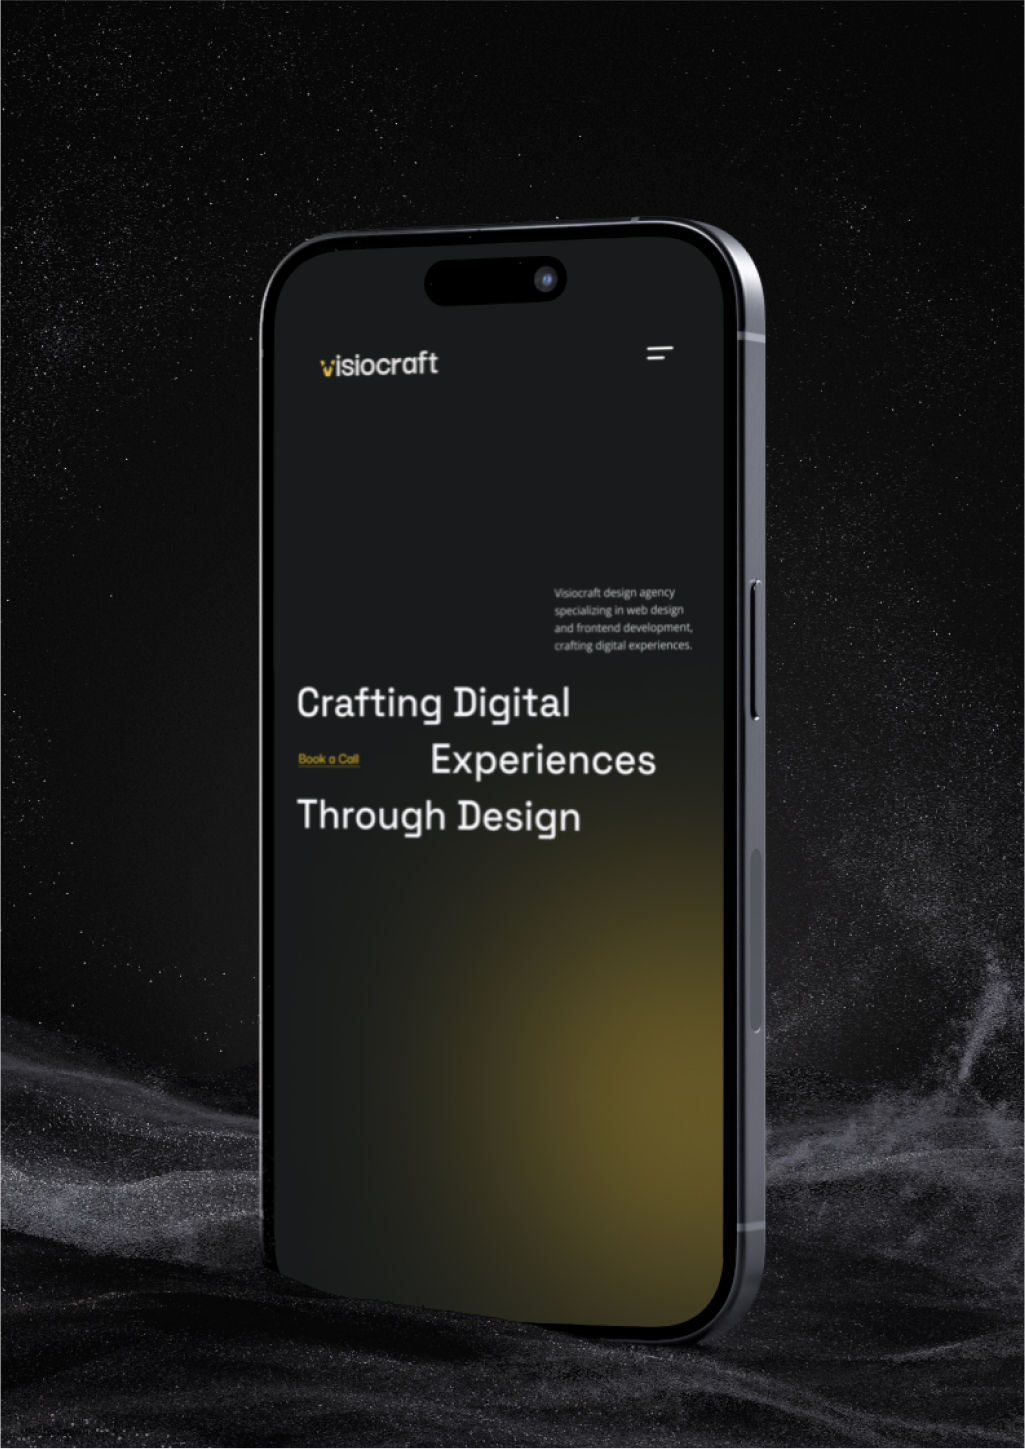 visiocraft
Visiocraft design agency
specializing in web design
and frontend development,
crafting digital experiences.
Crafting Digital
Book a Call
Experiences
Through Design